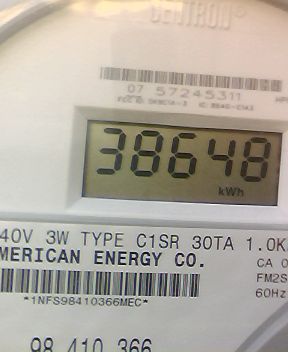 CENTRON®
07 57245311
38648
kWh
40V 3W TYPE C1SR 30TA 1.0K
MERICAN ENERGY CO.
CA 0
FM2S
60Hz
*1NFS98410366MEC*
98 410 366